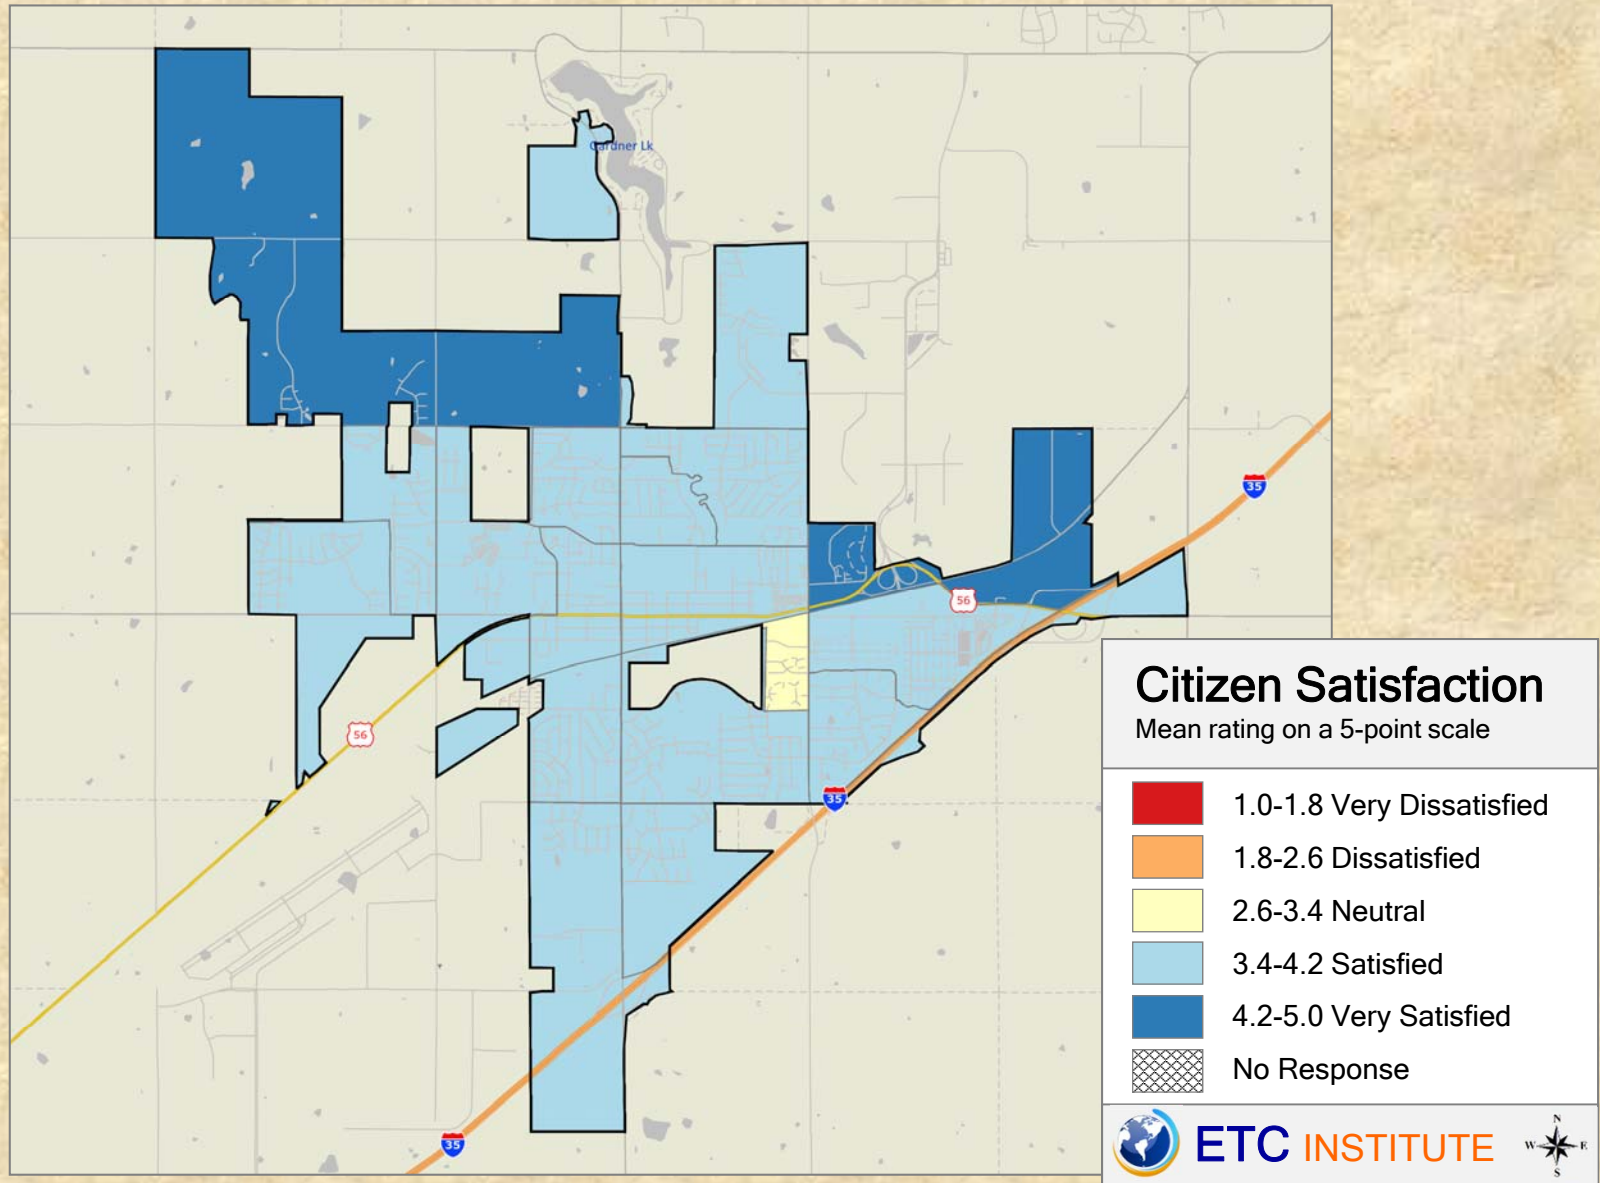 Gardner Lk
1
35
56
56
35
35
Citizen Satisfaction
Mean rating on a 5-point scale
1.0-1.8 Very Dissatisfied
1.8-2.6 Dissatisfied
2.6-3.4 Neutral
3.4-4.2 Satisfied
4.2-5.0 Very Satisfied
No Response
ETC INSTITUTE
N
W E
S